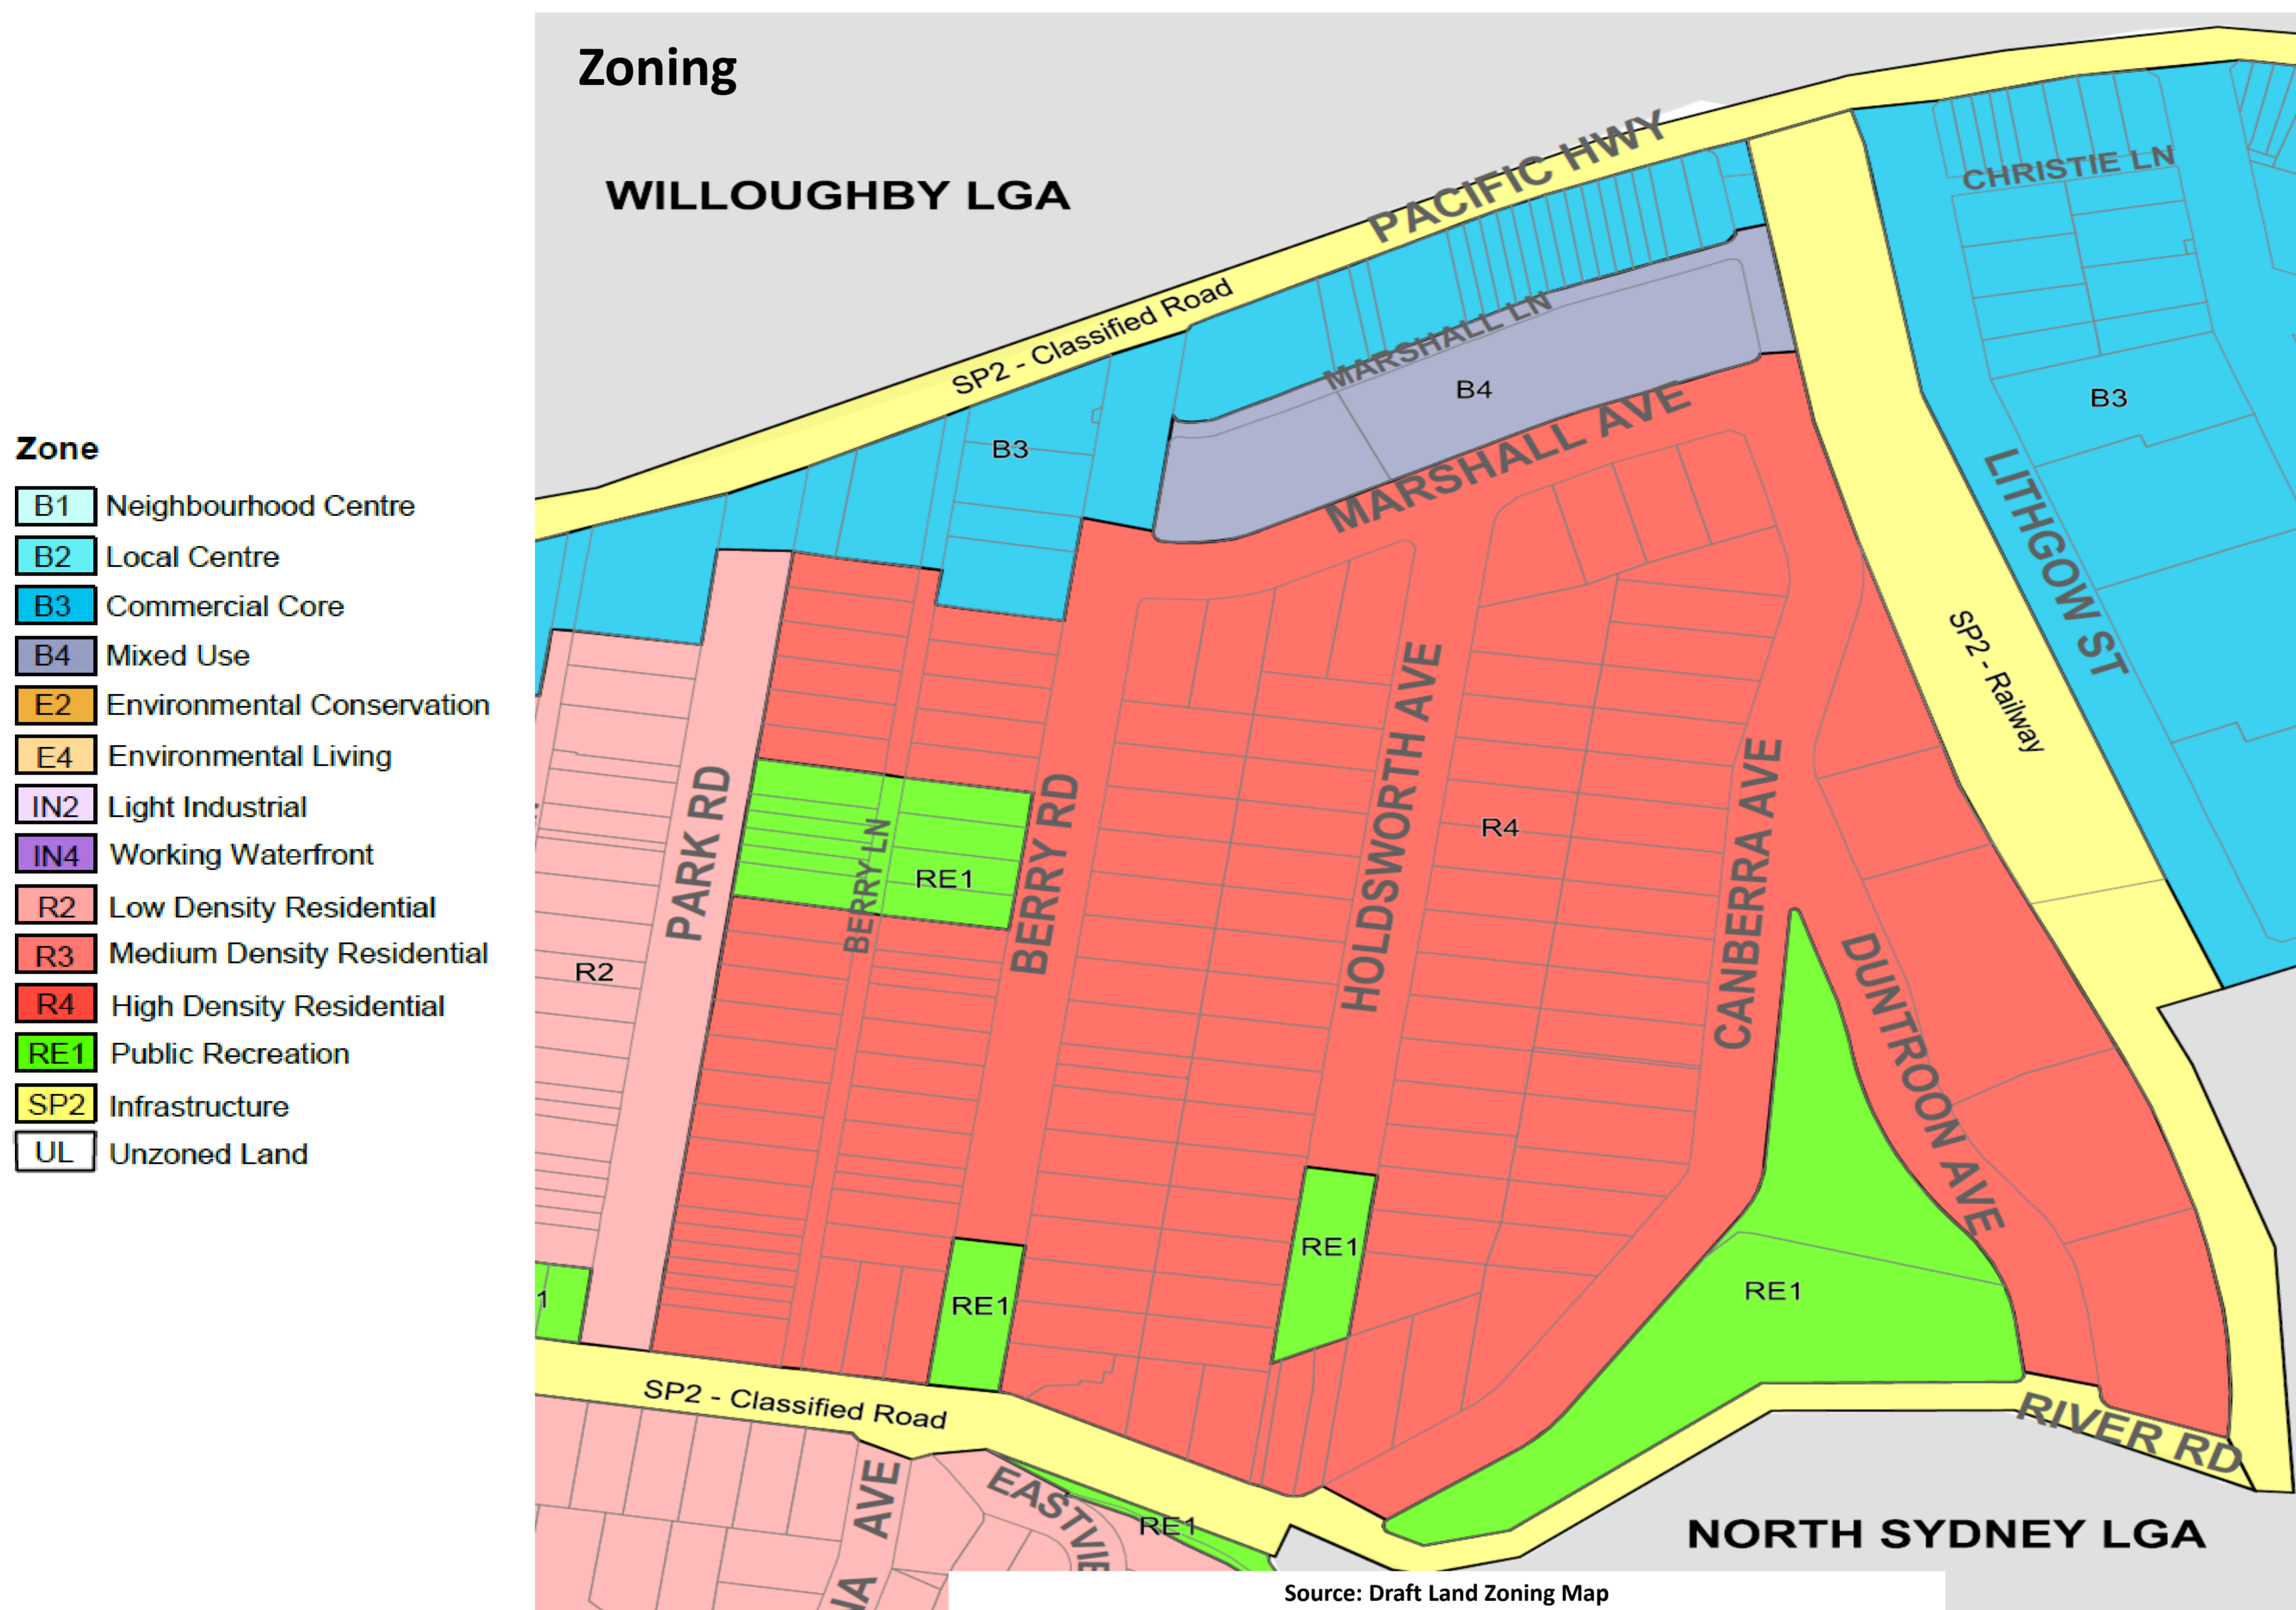 Zoning
WILLOUGHBY LGA
PACIFIC HWY
CHRISTIE LN
SP2 - Classified Road
MARSHALL LN
B4
B3
MARSHALL AVE
B3
LITHGOW ST
SP2 - Railway
Zone
B1 Neighbourhood Centre
B2 Local Centre
B3 Commercial Core
B4 Mixed Use
E2 Environmental Conservation
E4 Environmental Living
IN2 Light Industrial
IN4 Working Waterfront
R2 Low Density Residential
R3 Medium Density Residential
R4 High Density Residential
RE1 Public Recreation
SP2 Infrastructure
UL Unzoned Land
PARK RD
BERRY LN
RE1
BERRY RD
HOLDSWORTH AVE
R4
CANBERRA AVE
DUNTROON AVE
R2
RE1
RE1
RE1
1
SP2 - Classified Road
RIVER RD
EASTVIE
NA AVE
RE1
NORTH SYDNEY LGA
Source: Draft Land Zoning Map